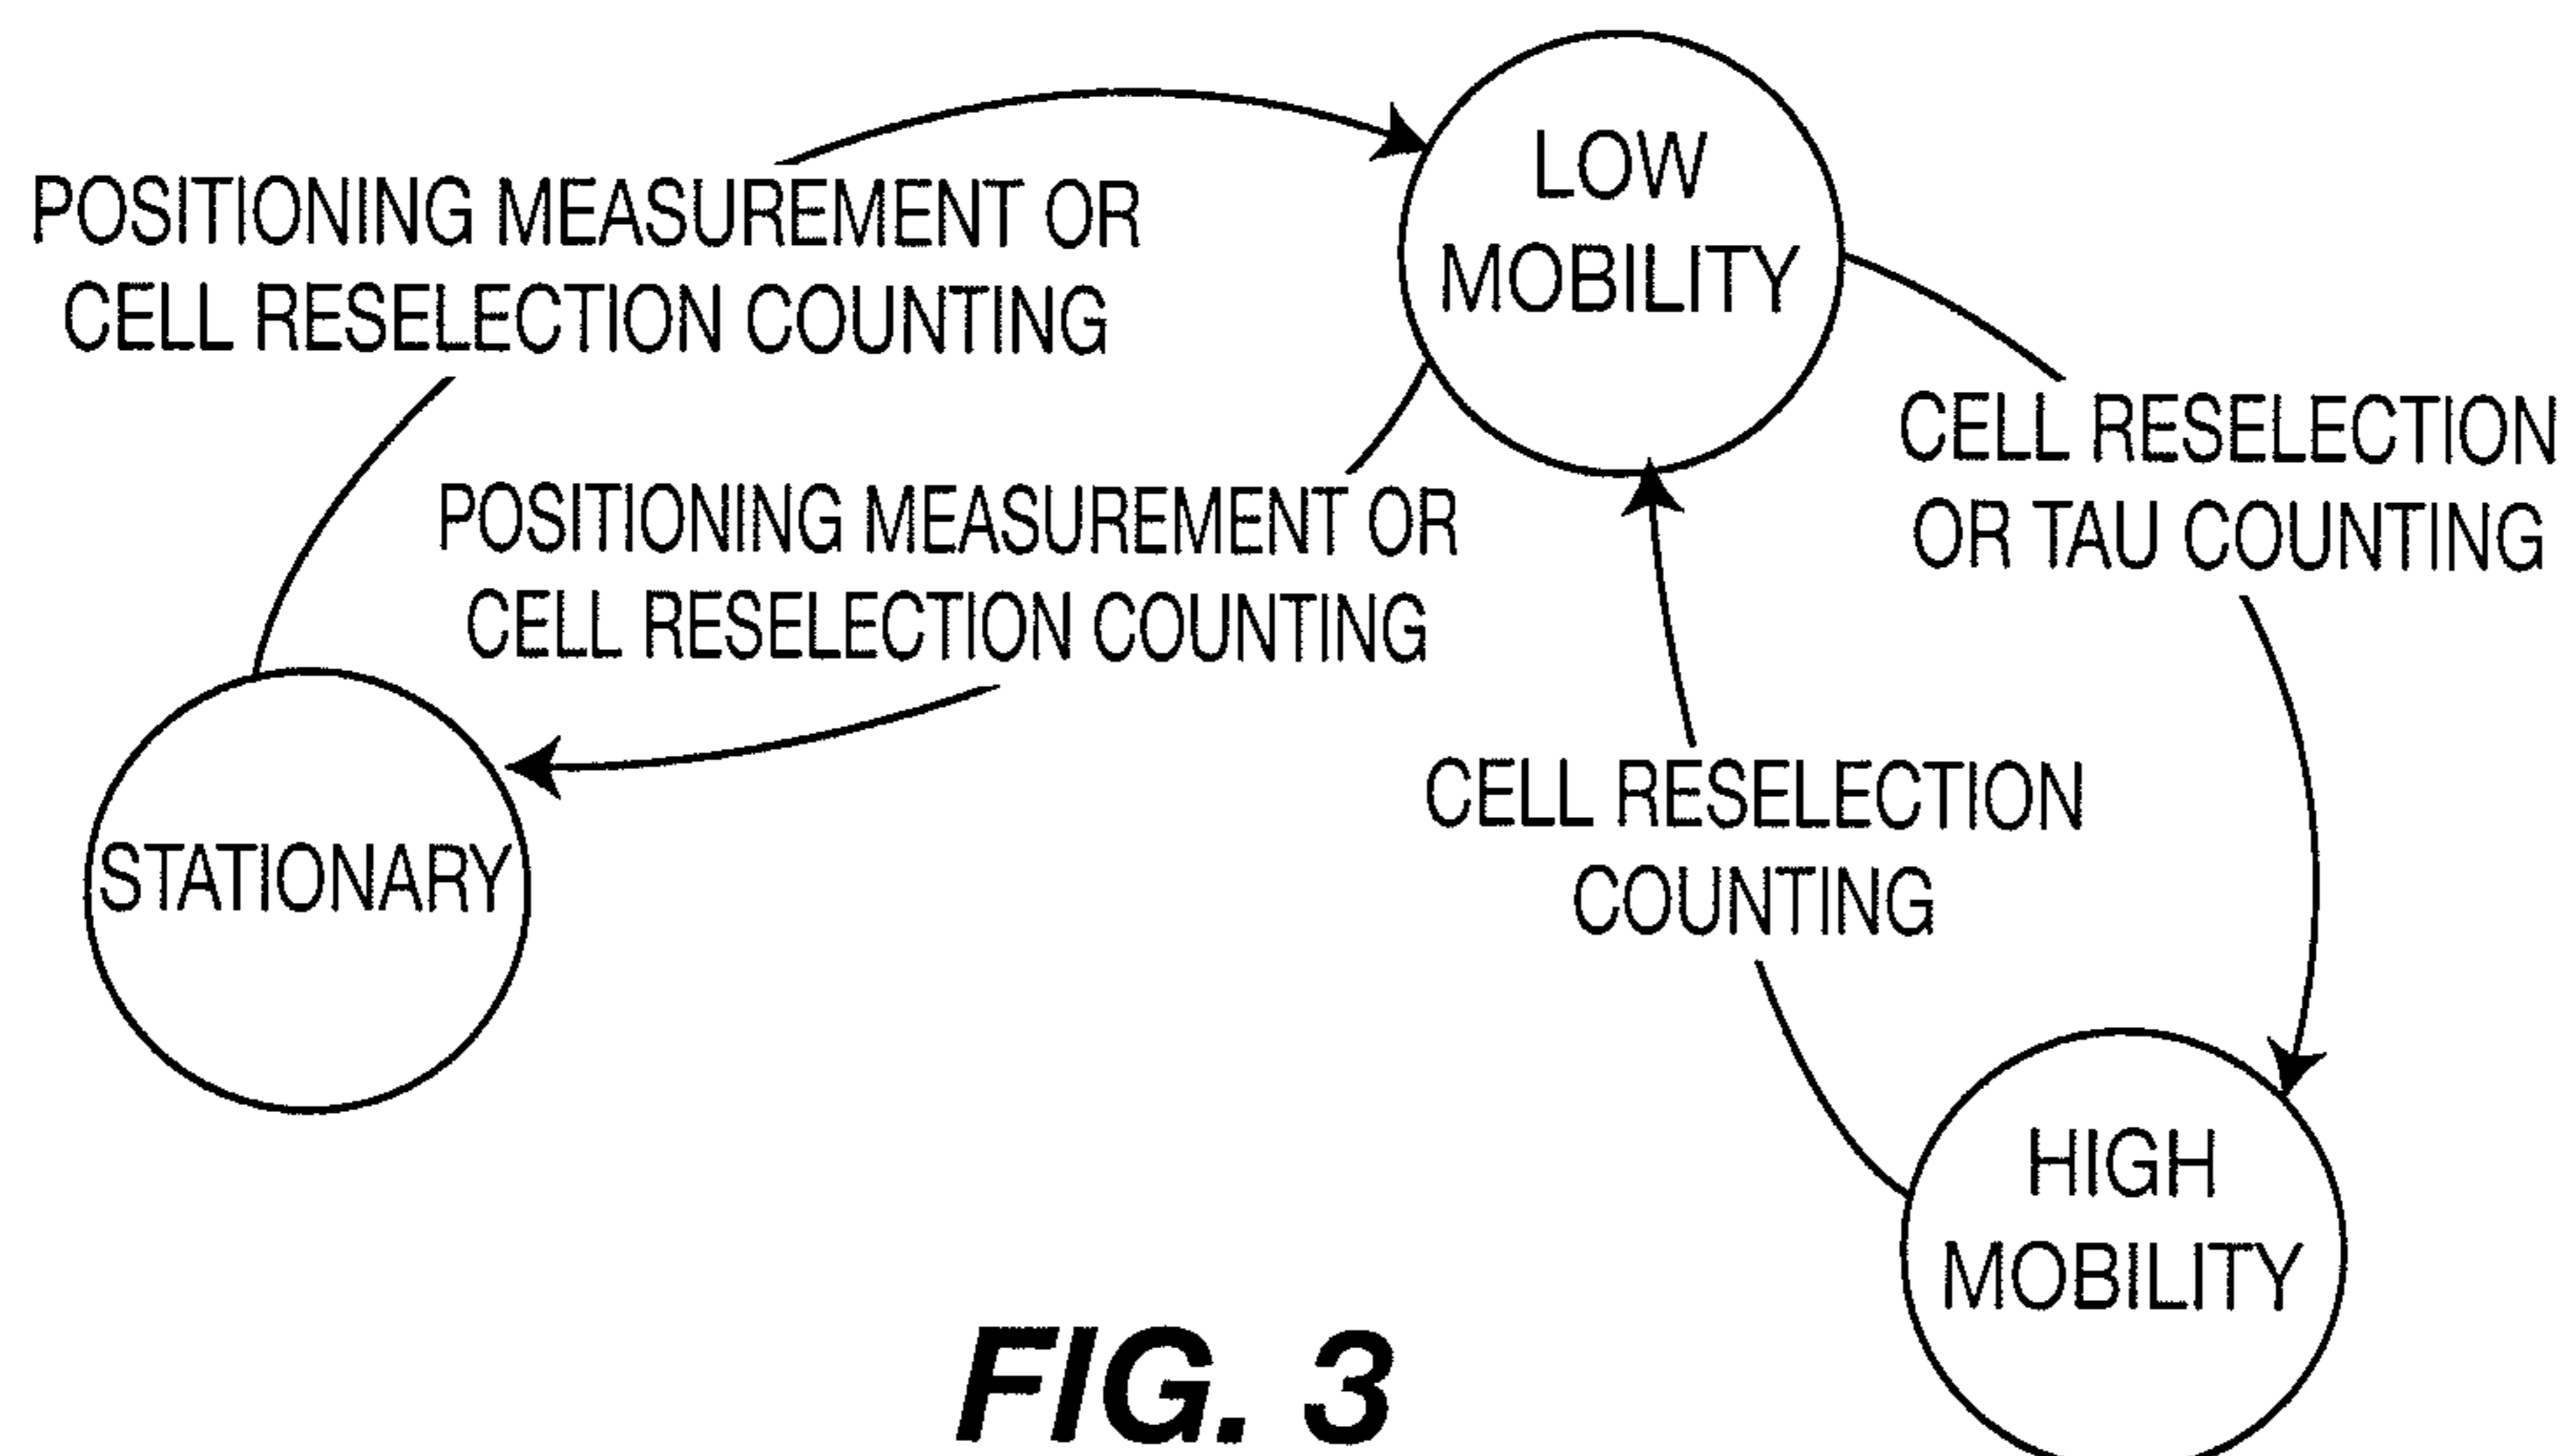 LOW
MOBILITY
POSITIONING MEASUREMENT OR
CELL RESELECTION COUNTING
CELL RESELECTION
OR TAU COUNTING
POSITIONING MEASUREMENT OR
CELL RESELECTION COUNTING
STATIONARY
CELL RESELECTION
COUNTING
HIGH
MOBILITY
FIG. 3